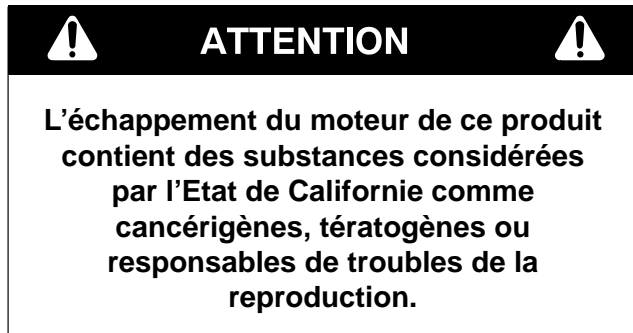 ATTENTION
L'échappement du moteur de ce produit
contient des substances considérées
par l'Etat de Californie comme
cancérigènes, tératogènes ou
responsables de troubles de la
reproduction.